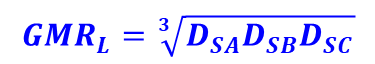 GMR_L = ∛(D_SA D_SB D_SC)